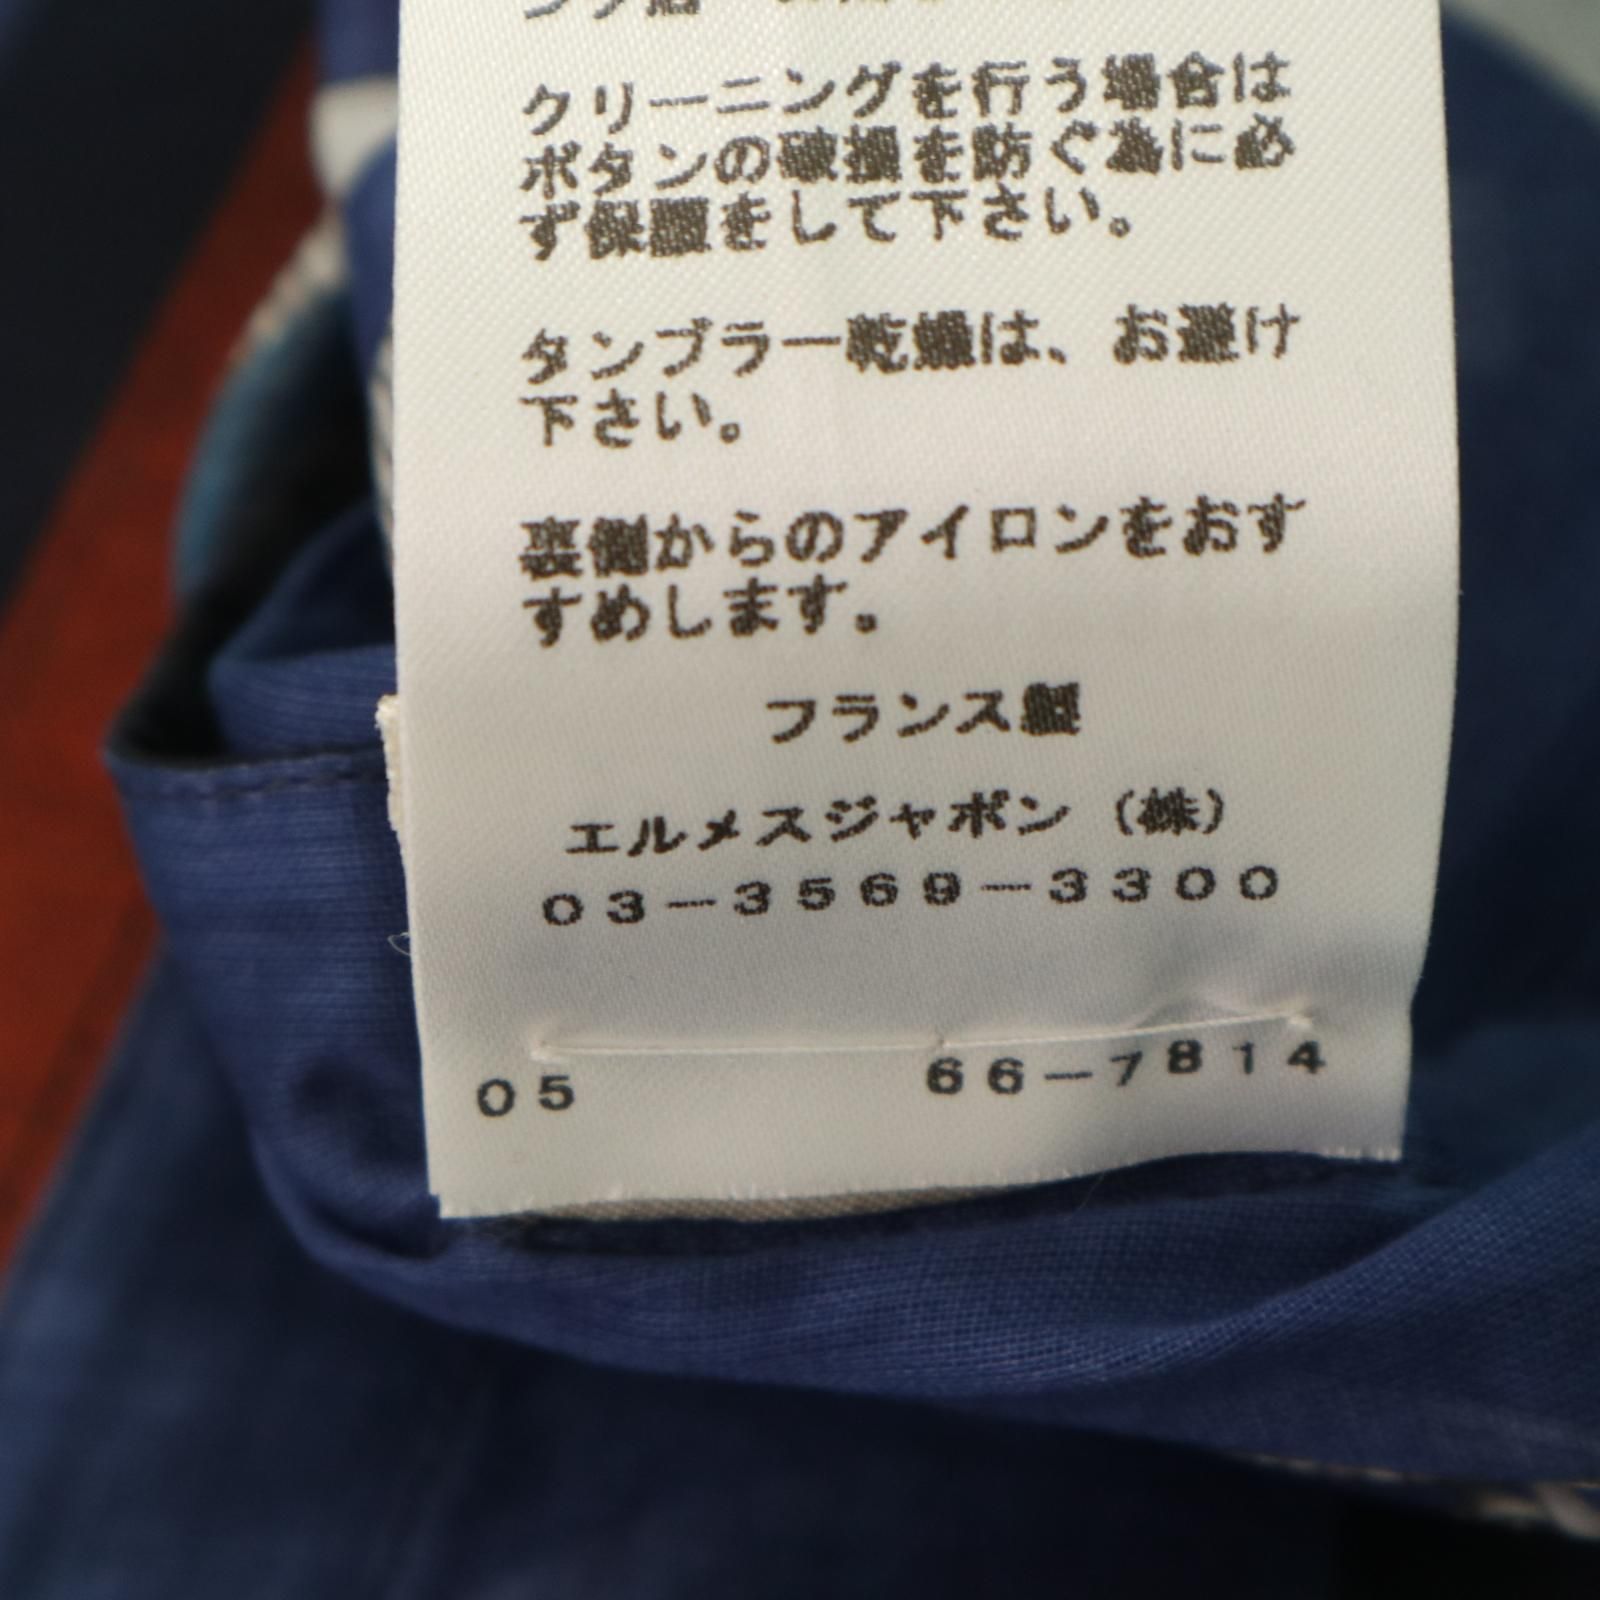 クリーニングを行う場合は
ボタンの破損を防ぐ為に必
ず保護をして下さい。
タンブラー乾燥は、お避け
下さい。
裏側からのアイロンをおす
すめします。
フランス製
エルメスジャポン（株）
03－3569－3300
05 66－7814